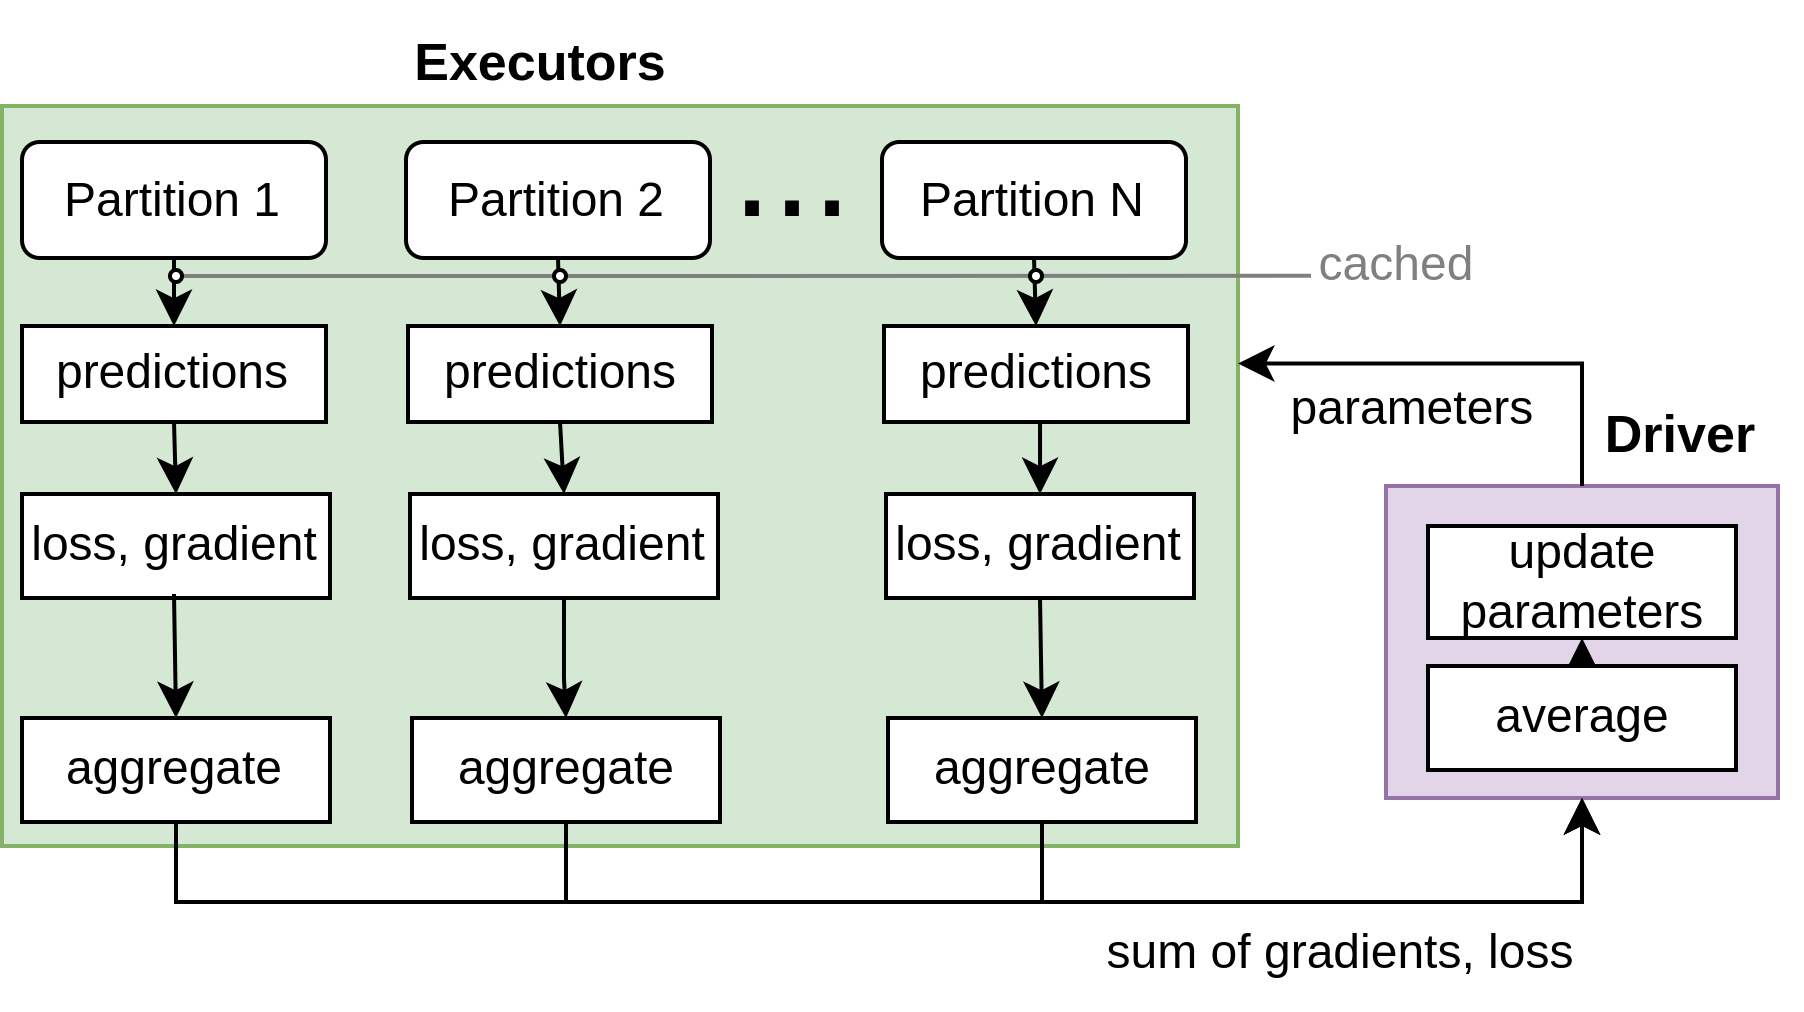 Executors
Partition 1
Partition 2
...
Partition N
cached
predictions
predictions
predictions
parameters
Driver
loss, gradient
loss, gradient
loss, gradient
update
parameters
average
aggregate
aggregate
aggregate
sum of gradients, loss